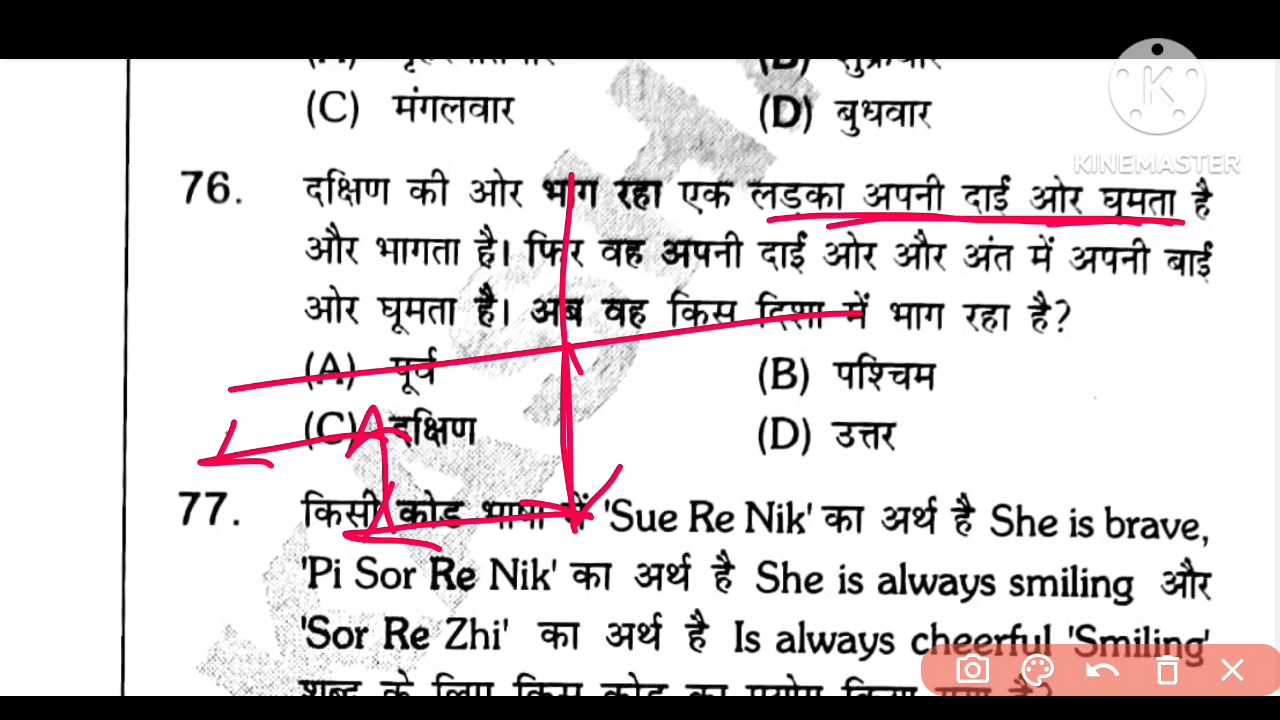 (C) मंगलवार (D) बुधवार
KINEMASTER
76. दक्षिण की ओर भाग रहा एक लड़का अपनी दाईं ओर घूमता है
और भागता है। फिर वह अपनी दाईं ओर और अंत में अपनी बाईं
ओर घूमता है। अब वह किस दिशा में भाग रहा है?
(A) पूर्व (B) पश्चिम
(C) दक्षिण (D) उत्तर
77. किसी कोड भाषा में 'Sue Re Nik' का अर्थ है She is brave,
'Pi Sor Re Nik' का अर्थ है She is always smiling और
'Sor Re Zhi' का अर्थ है Is always cheerful 'Smiling'